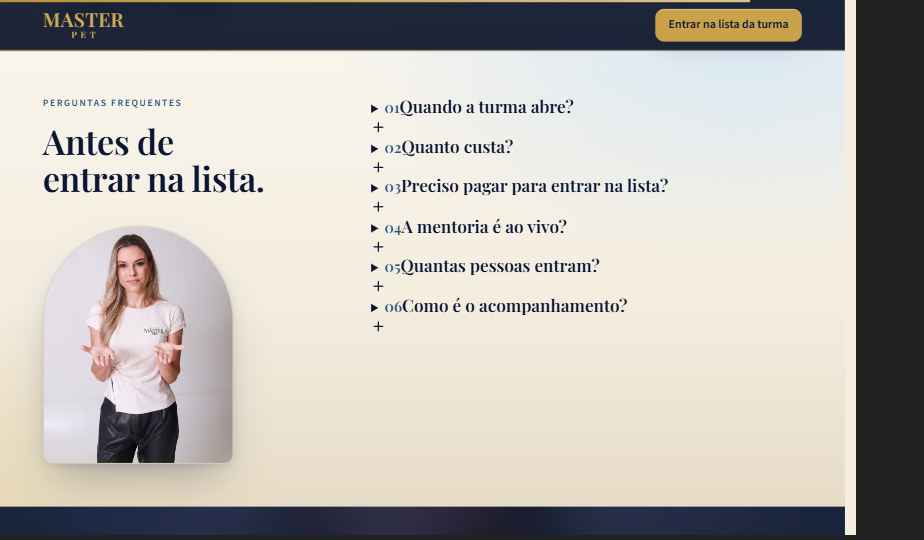 MASTER
PET
Entrar na lista da turma
PERGUNTAS FREQUENTES
Antes de
entrar na lista.
01Quando a turma abre?
+
02Quanto custa?
+
03Preciso pagar para entrar na lista?
+
04A mentoria é ao vivo?
+
05Quantas pessoas entram?
+
06Como é o acompanhamento?
+